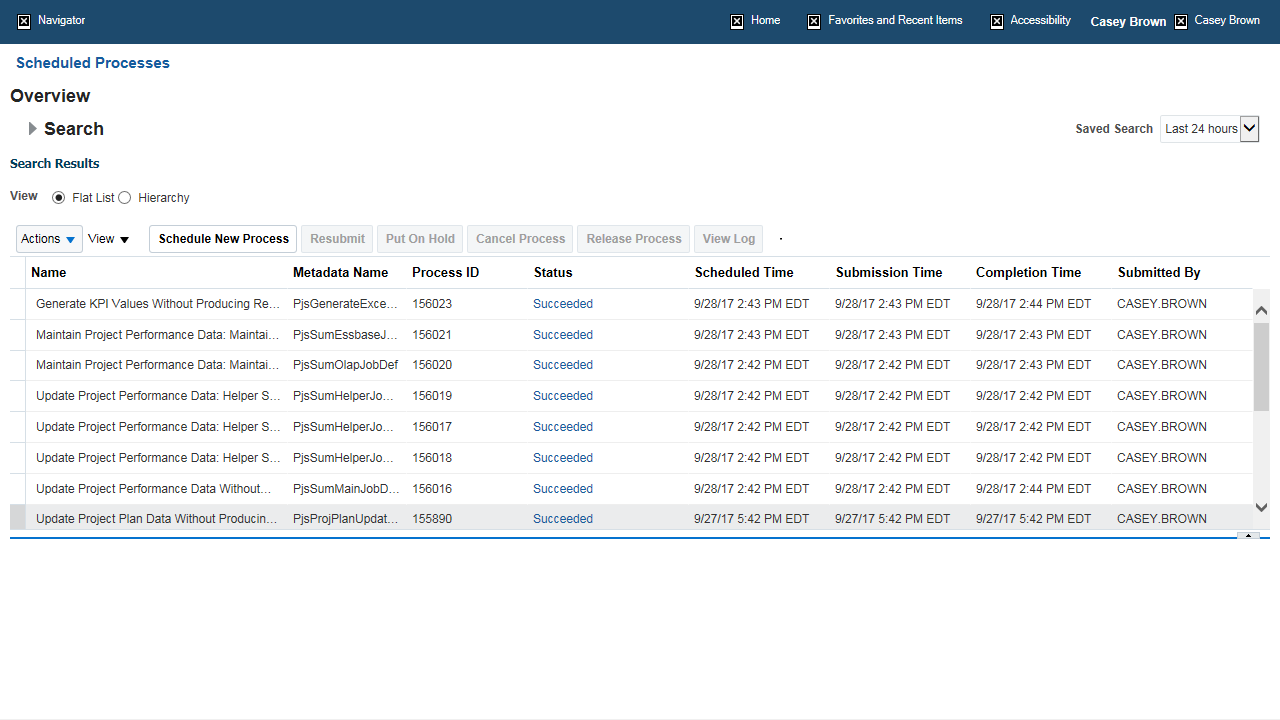 Navigator Home Favorites and Recent Items Accessibility Casey Brown Casey Brown
Scheduled Processes
Overview
Search Saved Search Last 24 hours
Search Results
View Flat List Hierarchy
Actions View Schedule New Process Resubmit Put On Hold Cancel Process Release Process View Log
Name Metadata Name Process ID Status Scheduled Time Submission Time Completion Time Submitted By
Generate KPI Values Without Producing Re... PjsGenerateExce... 156023 Succeeded 9/28/17 2:43 PM EDT 9/28/17 2:43 PM EDT 9/28/17 2:44 PM EDT CASEY.BROWN
Maintain Project Performance Data: Maintai... PjsSumEssbaseJ... 156021 Succeeded 9/28/17 2:43 PM EDT 9/28/17 2:43 PM EDT 9/28/17 2:43 PM EDT CASEY.BROWN
Maintain Project Performance Data: Maintai... PjsSumOlapJobDef 156020 Succeeded 9/28/17 2:42 PM EDT 9/28/17 2:42 PM EDT 9/28/17 2:43 PM EDT CASEY.BROWN
Update Project Performance Data: Helper S... PjsSumHelperJo... 156019 Succeeded 9/28/17 2:42 PM EDT 9/28/17 2:42 PM EDT 9/28/17 2:42 PM EDT CASEY.BROWN
Update Project Performance Data: Helper S... PjsSumHelperJo... 156017 Succeeded 9/28/17 2:42 PM EDT 9/28/17 2:42 PM EDT 9/28/17 2:42 PM EDT CASEY.BROWN
Update Project Performance Data: Helper S... PjsSumHelperJo... 156018 Succeeded 9/28/17 2:42 PM EDT 9/28/17 2:42 PM EDT 9/28/17 2:42 PM EDT CASEY.BROWN
Update Project Performance Data Without... PjsSumMainJobD... 156016 Succeeded 9/28/17 2:42 PM EDT 9/28/17 2:42 PM EDT 9/28/17 2:44 PM EDT CASEY.BROWN
Update Project Plan Data Without Producin... PjsProjPlanUpdat... 155890 Succeeded 9/27/17 5:42 PM EDT 9/27/17 5:42 PM EDT 9/27/17 5:42 PM EDT CASEY.BROWN